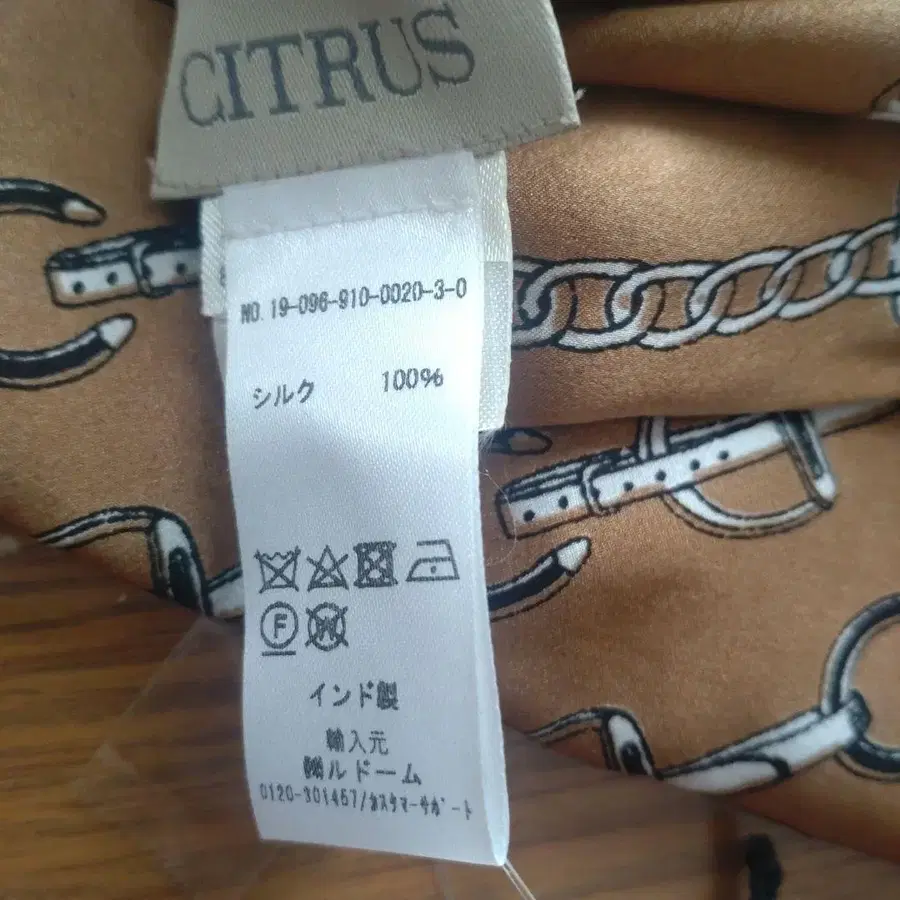 CITRUS
NO.19-096-910-0020-3-0
シルク 100%
F
W
インド製
輸入元
㈱ルドーム
0120-301457/カスタマーサポート